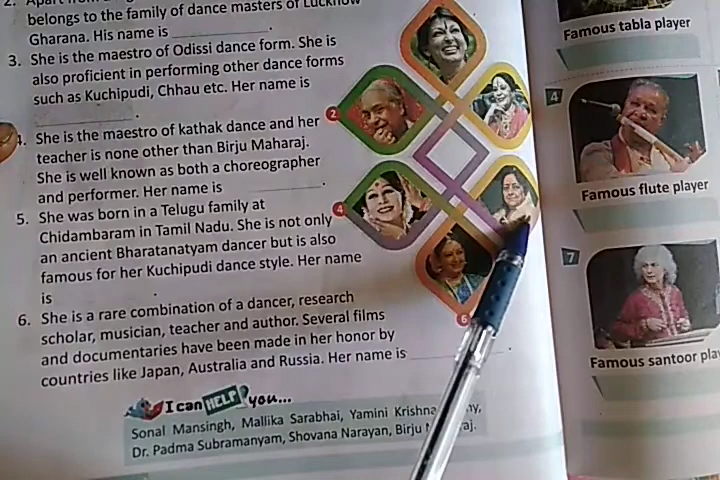 belongs to the family of dance masters of Lucknow
Gharana. His name is ____________.
3. She is the maestro of Odissi dance form. She is
also proficient in performing other dance forms
such as Kuchipudi, Chhau etc. Her name is
____________.
4. She is the maestro of kathak dance and her
teacher is none other than Birju Maharaj.
She is well known as both a choreographer
and performer. Her name is ____________.
5. She was born in a Telugu family at
Chidambaram in Tamil Nadu. She is not only
an ancient Bharatanatyam dancer but is also
famous for her Kuchipudi dance style. Her name
is ____________.
6. She is a rare combination of a dancer, research
scholar, musician, teacher and author. Several films
and documentaries have been made in her honor by
countries like Japan, Australia and Russia. Her name is ____________.
I can HELP you...
Sonal Mansingh, Mallika Sarabhai, Yamini
Dr. Padma Subramanyam, Shovana Narayan, Birju
2
4
6
Famous tabla player
4
Famous flute player
7
Famous santoor